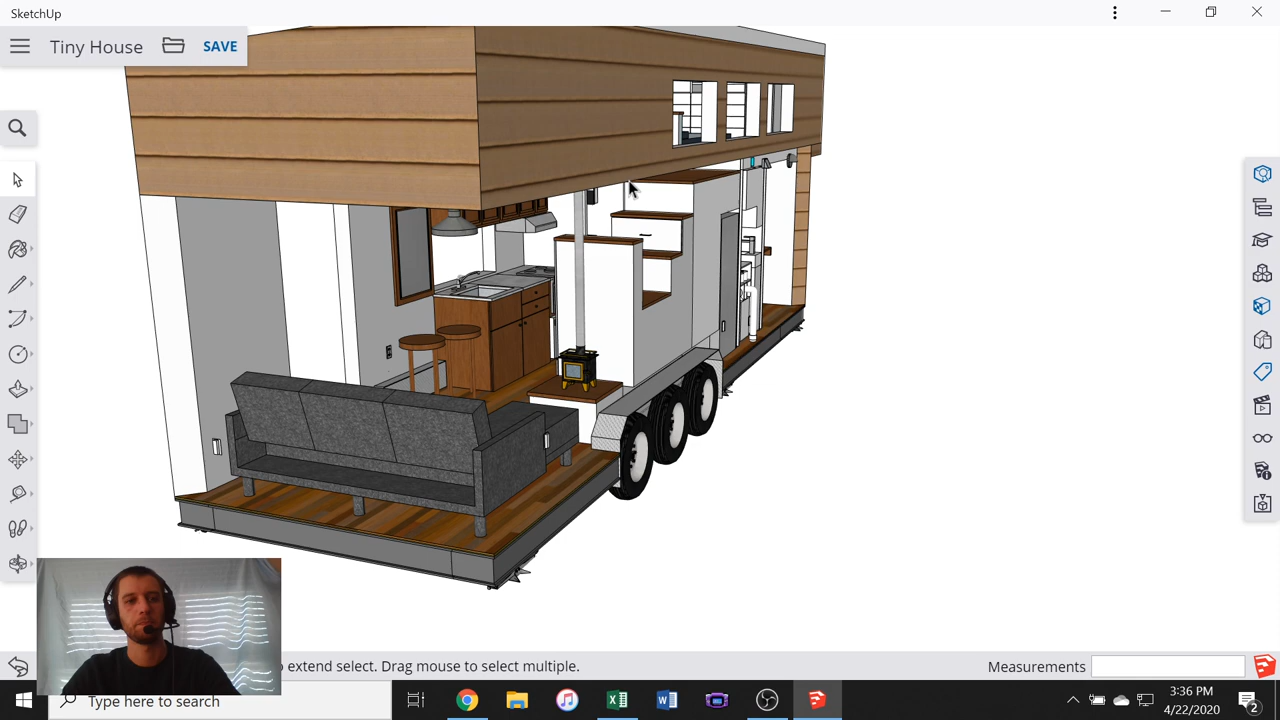 SketchUp
Tiny House
SAVE
o extend select. Drag mouse to select multiple.
Measurements
Type here to search
3:36 PM
4/22/2020
2